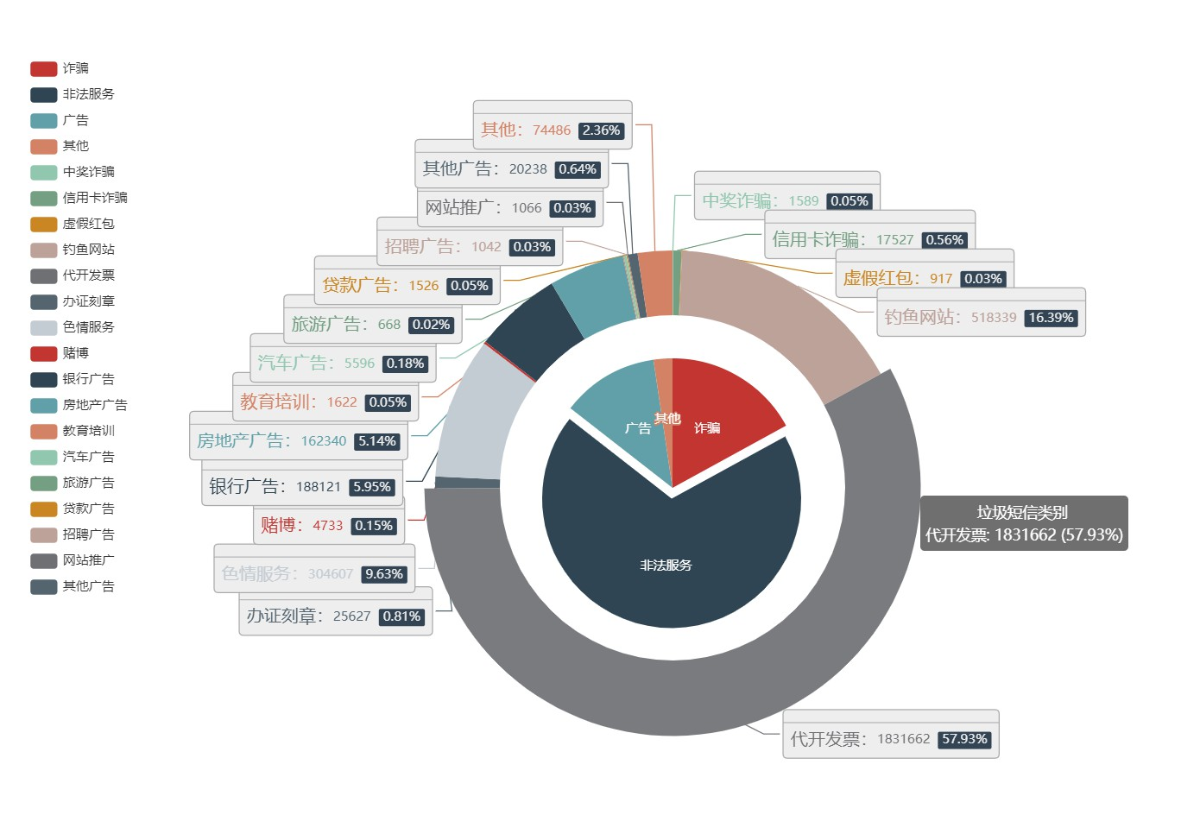 诈骗
非法服务
广告
其他
中奖诈骗
信用卡诈骗
虚假红包
钓鱼网站
代开发票
办证刻章
色情服务
赌博
银行广告
房地产广告
教育培训
汽车广告
旅游广告
贷款广告
招聘广告
网站推广
其他广告
其他：74486 2.36%
其他广告：20238 0.64%
网站推广：1066 0.03%
招聘广告：1042 0.03%
贷款广告：1526 0.05%
旅游广告：668 0.02%
汽车广告：5596 0.18%
教育培训：1622 0.05%
房地产广告：162340 5.14%
银行广告：188121 5.95%
赌博：4733 0.15%
色情服务：304607 9.63%
办证刻章：25627 0.81%
中奖诈骗：1589 0.05%
信用卡诈骗：17527 0.56%
虚假红包：917 0.03%
钓鱼网站：518339 16.39%
广告
其他
诈骗
非法服务
垃圾短信类别
代开发票: 1831662 (57.93%)
代开发票：1831662 57.93%